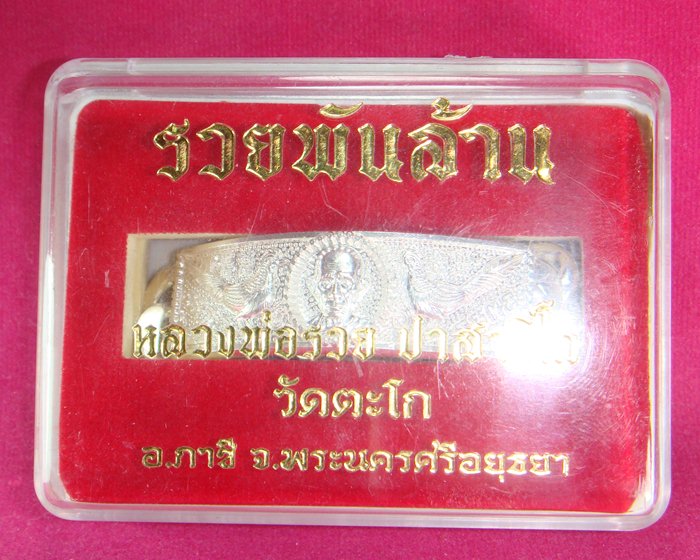 รวยพันล้าน
หลวงพ่อรวย
วัดตะโก
อ.ภาชี จ.พระนครศรีอยุธยา